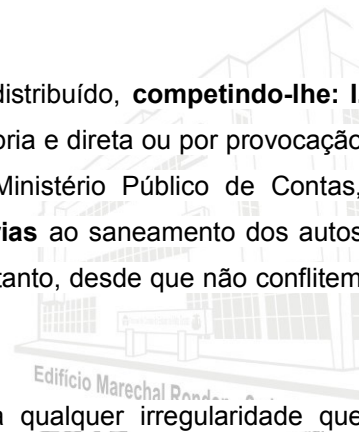 distribuído, competindo-lhe: I.
ria e direta ou por provocação
Ministério Público de Contas,
rias ao saneamento dos autos
tanto, desde que não conflitem
Edifício Marechal
a qualquer irregularidade que